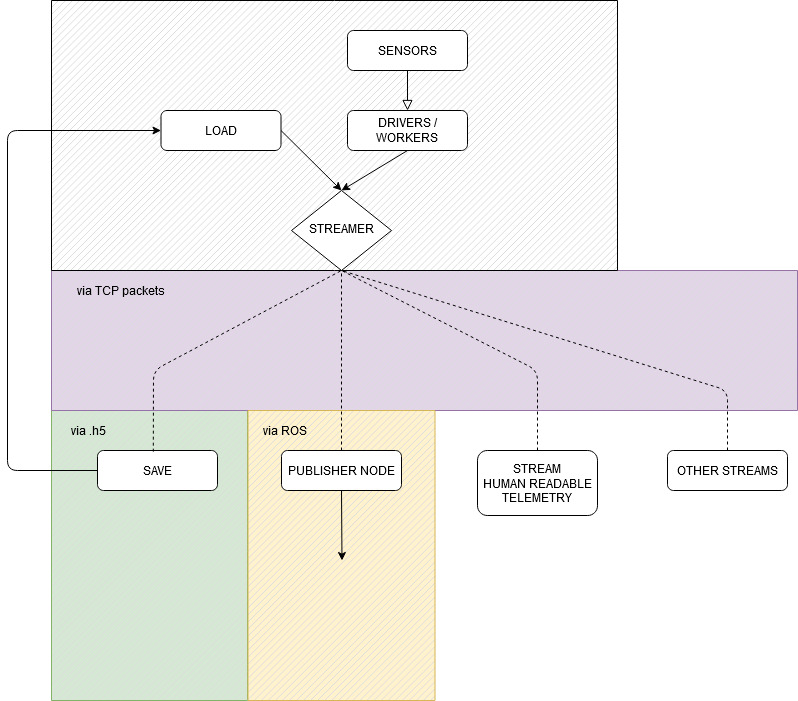 SENSORS
LOAD
DRIVERS /
WORKERS
STREAMER
via TCP packets
via .h5
via ROS
SAVE
PUBLISHER NODE
STREAM
HUMAN READABLE
TELEMETRY
OTHER STREAMS